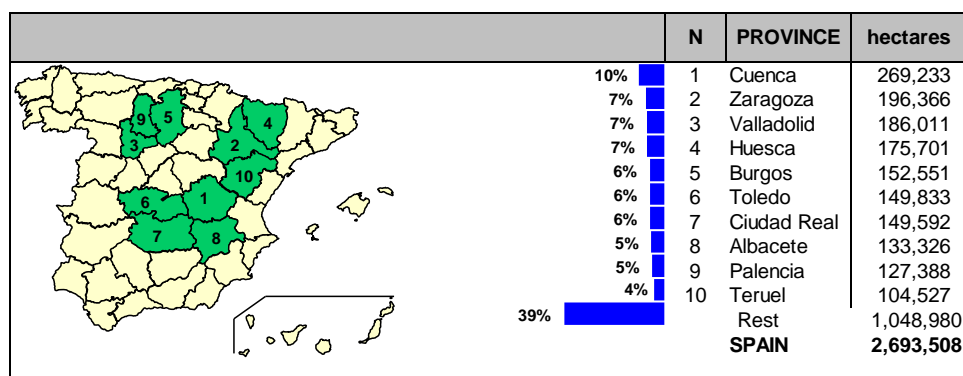 N PROVINCE hectares
10% 1 Cuenca 269,233
7% 2 Zaragoza 196,366
7% 3 Valladolid 186,011
7% 4 Huesca 175,701
6% 5 Burgos 152,551
6% 6 Toledo 149,833
6% 7 Ciudad Real 149,592
5% 8 Albacete 133,326
5% 9 Palencia 127,388
4% 10 Teruel 104,527
39% Rest 1,048,980
SPAIN 2,693,508
9 5 4
3 2
10
6 1
7 8